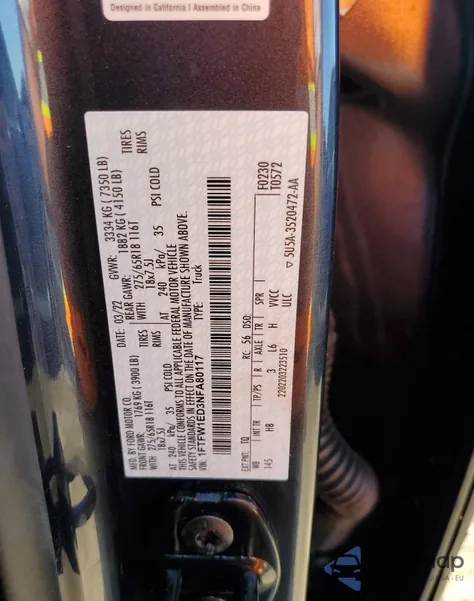 Designed in California | Assembled in China
MFD. BY FORD MOTOR CO.
DATE: 03/22 GVWR: 3334 KG ( 7350 LB)
FRONT GAWR: 1769 KG ( 3900 LB) REAR GAWR: 1882 KG ( 4150 LB)
275/65R18 116T TIRES WITH 275/65R18 116T TIRES
18x7.5J RIMS 18x7.5J RIMS
AT 240 kPa/ 35 PSI COLD AT 240 kPa/ 35 PSI COLD
THIS VEHICLE CONFORMS TO ALL APPLICABLE FEDERAL MOTOR VEHICLE
SAFETY STANDARDS IN EFFECT ON THE DATE OF MANUFACTURE SHOWN ABOVE.
VIN: 1FTFW1ED3NFA80117 TYPE: Truck
F0230
T0572
EXT PNT: TQ RC: 56 DSO:
WB INT TR TP/PS R AXLE TR SPR
145 HB 3 L6 H VVCC
ULC
2202203223510
▽ 5U5A-3520472-AA